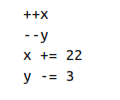 ++x
--y
x += 22
y -= 3